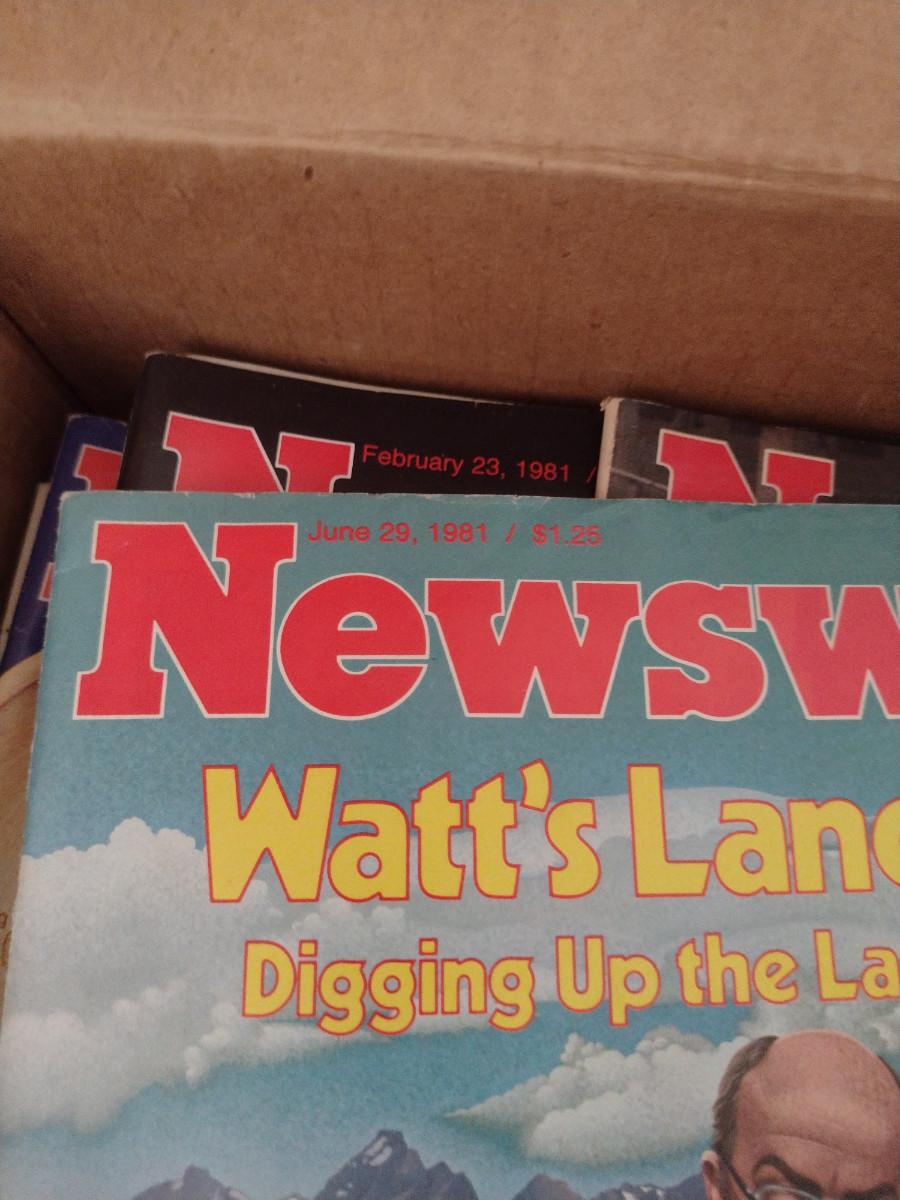 N
February 23, 1981 /
N
June 29, 1981 / $1.25
Newsw
Watt's Lan
Digging Up the La